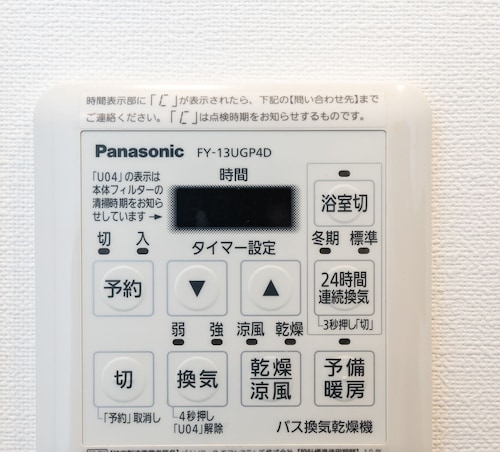 時間表示部に「じ」が表示されたら、下記の【問い合わせ先】まで
ご連絡ください。「じ」は点検時期をお知らせするものです。
Panasonic FY-13UGP4D
「U04」の表示は
本体フィルターの
清掃時期をお知ら
せしています→
時間
浴室切
切 入
タイマー設定
冬期 標準
予約
▼
▲
24時間
連続換気
3秒押し「切」
弱 強 涼風 乾燥
切
換気
乾燥
涼風
予備
暖房
「予約」取消し
4秒押し
「U04」解除
バス換気乾燥機